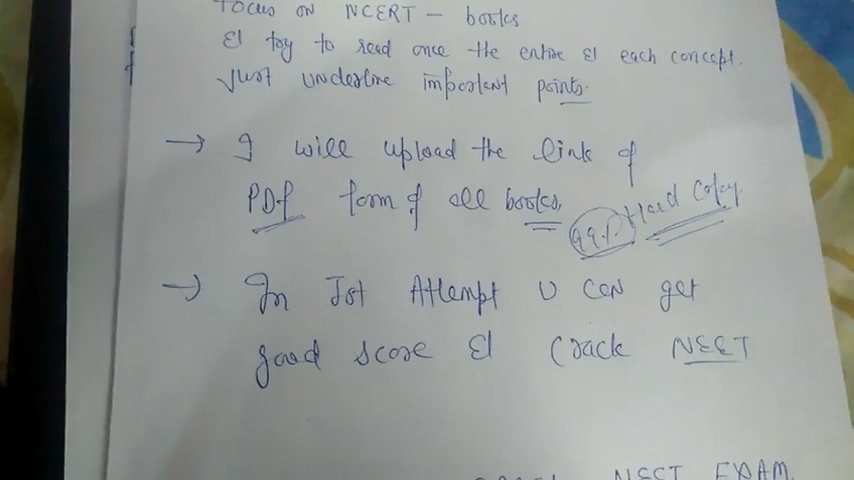 Focus on NCERT - books
& try to read once the entire & each concept.
Just underline important points.
→ I will upload the link of
PDF form of all books, Hard Copy
→ In Ist Attempt U can get
good score & Crack NEET
NEET EXAM